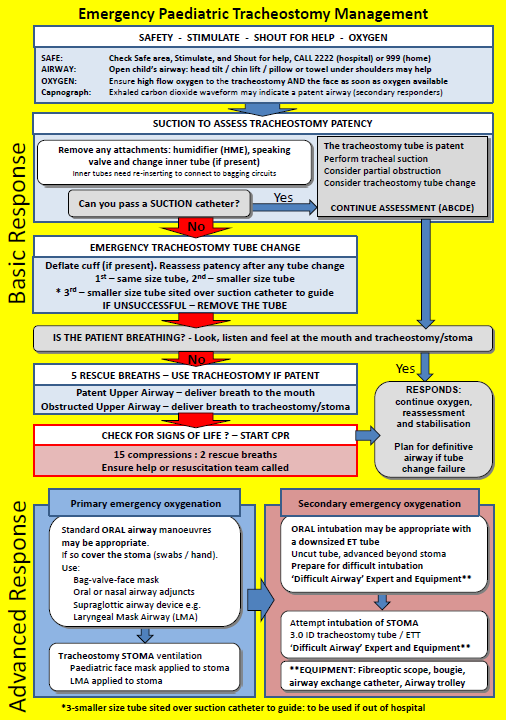 Emergency Paediatric Tracheostomy Management
SAFETY - STIMULATE - SHOUT FOR HELP - OXYGEN
SAFE: Check Safe area, Stimulate, and Shout for help, CALL 2222 (hospital) or 999 (home)
AIRWAY: Open child's airway: head tilt / chin lift / pillow or towel under shoulders may help
OXYGEN: Ensure high flow oxygen to the tracheostomy AND the face as soon as oxygen available
Capnograph: Exhaled carbon dioxide waveform may indicate a patent airway (secondary responders)
Basic Response
SUCTION TO ASSESS TRACHEOSTOMY PATENCY
Remove any attachments: humidifier (HME), speaking
valve and change inner tube (if present)
Inner tubes need re-inserting to connect to bagging circuits
Can you pass a SUCTION catheter?
Yes
The tracheostomy tube is patent
Perform tracheal suction
Consider partial obstruction
Consider tracheostomy tube change
CONTINUE ASSESSMENT (ABCDE)
No
EMERGENCY TRACHEOSTOMY TUBE CHANGE
Deflate cuff (if present). Reassess patency after any tube change
1st – same size tube, 2nd – smaller size tube
* 3rd – smaller size tube sited over suction catheter to guide
IF UNSUCCESSFUL – REMOVE THE TUBE
IS THE PATIENT BREATHING? - Look, listen and feel at the mouth and tracheostomy/stoma
No
Yes
5 RESCUE BREATHS – USE TRACHEOSTOMY IF PATENT
Patent Upper Airway – deliver breath to the mouth
Obstructed Upper Airway – deliver breath to tracheostomy/stoma
RESPONDS:
continue oxygen,
reassessment
and stabilisation
Plan for definitive
airway if tube
change failure
CHECK FOR SIGNS OF LIFE ? – START CPR
15 compressions : 2 rescue breaths
Ensure help or resuscitation team called
Advanced Response
Primary emergency oxygenation
Standard ORAL airway manoeuvres
may be appropriate.
If so cover the stoma (swabs / hand).
Use:
Bag-valve-face mask
Oral or nasal airway adjuncts
Supraglottic airway device e.g.
Laryngeal Mask Airway (LMA)
Tracheostomy STOMA ventilation
Paediatric face mask applied to stoma
LMA applied to stoma
Secondary emergency oxygenation
ORAL intubation may be appropriate with
a downsized ET tube
Uncut tube, advanced beyond stoma
Prepare for difficult intubation
'Difficult Airway' Expert and Equipment**
Attempt intubation of STOMA
3.0 ID tracheostomy tube / ETT
'Difficult Airway' Expert and Equipment**
**EQUIPMENT: Fibreoptic scope, bougie,
airway exchange catheter, Airway trolley
*3-smaller size tube sited over suction catheter to guide: to be used if out of hospital